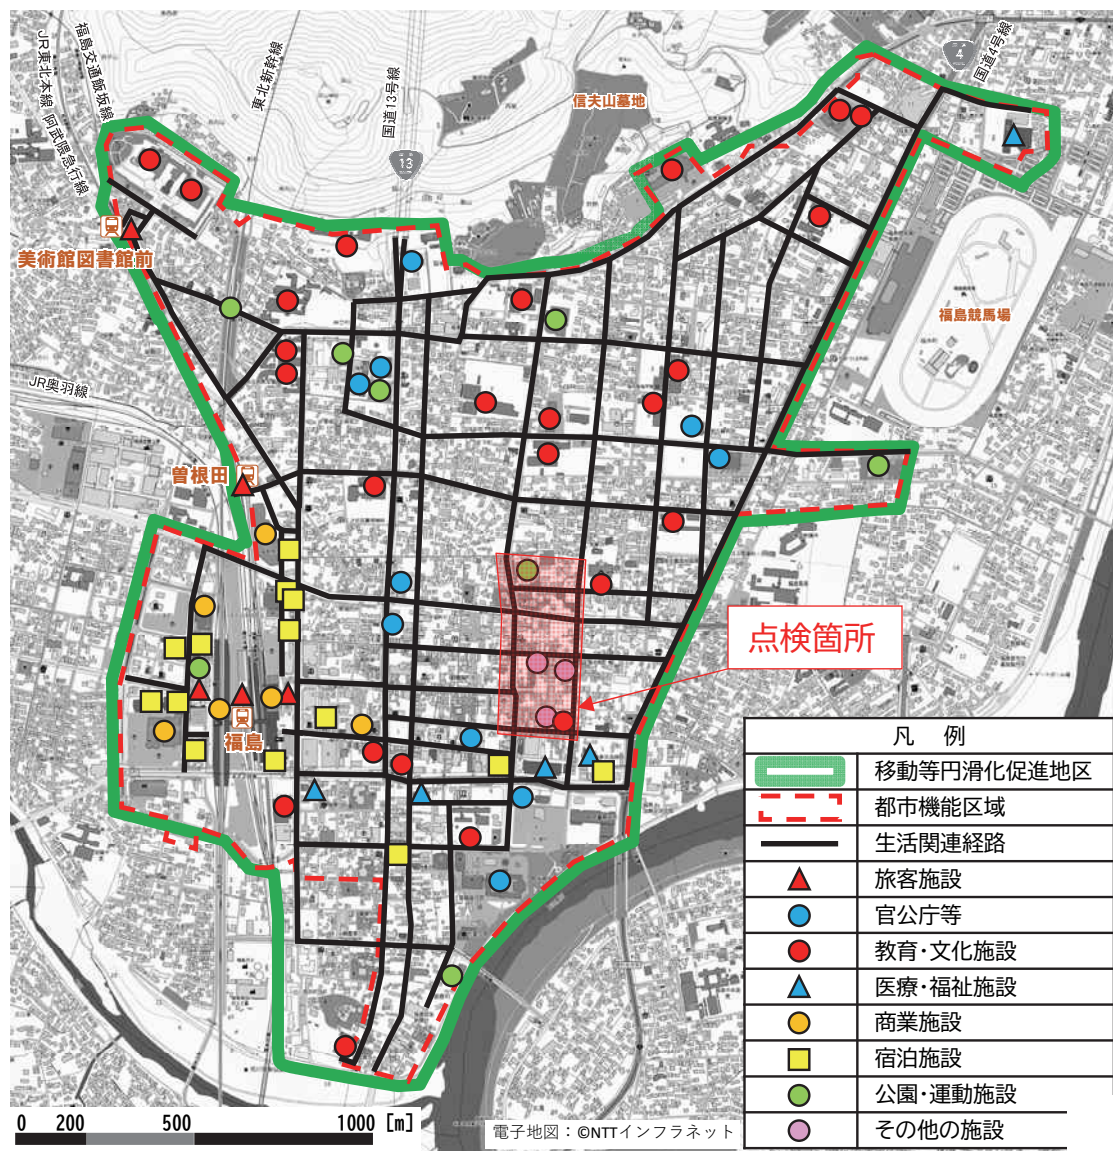 JR東北本線 阿武隈急行線
福島交通飯坂線
東北新幹線
国道13号線
13
信夫山墓地
4
国道4号線
美術館図書館前
福島競馬場
JR奥羽線
曽根田
点検箇所
福島
凡 例
移動等円滑化促進地区
都市機能区域
生活関連経路
旅客施設
官公庁等
教育・文化施設
医療・福祉施設
商業施設
宿泊施設
公園・運動施設
その他の施設
0 200 500 1000 [m]
電子地図：©NTTインフラネット